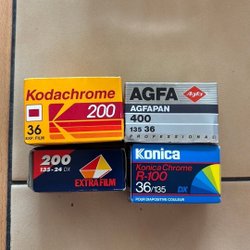 Kodachrome
200
36
EXP. FILM
AGFA
Agfa
AGFAPAN
400
135 36
PROFESSIONAL
200
135-24 DX
EXTRA FILM
Konica
Konica Chrome
R-100
36/135
DX
POUR DIAPOSITIVE COULEUR